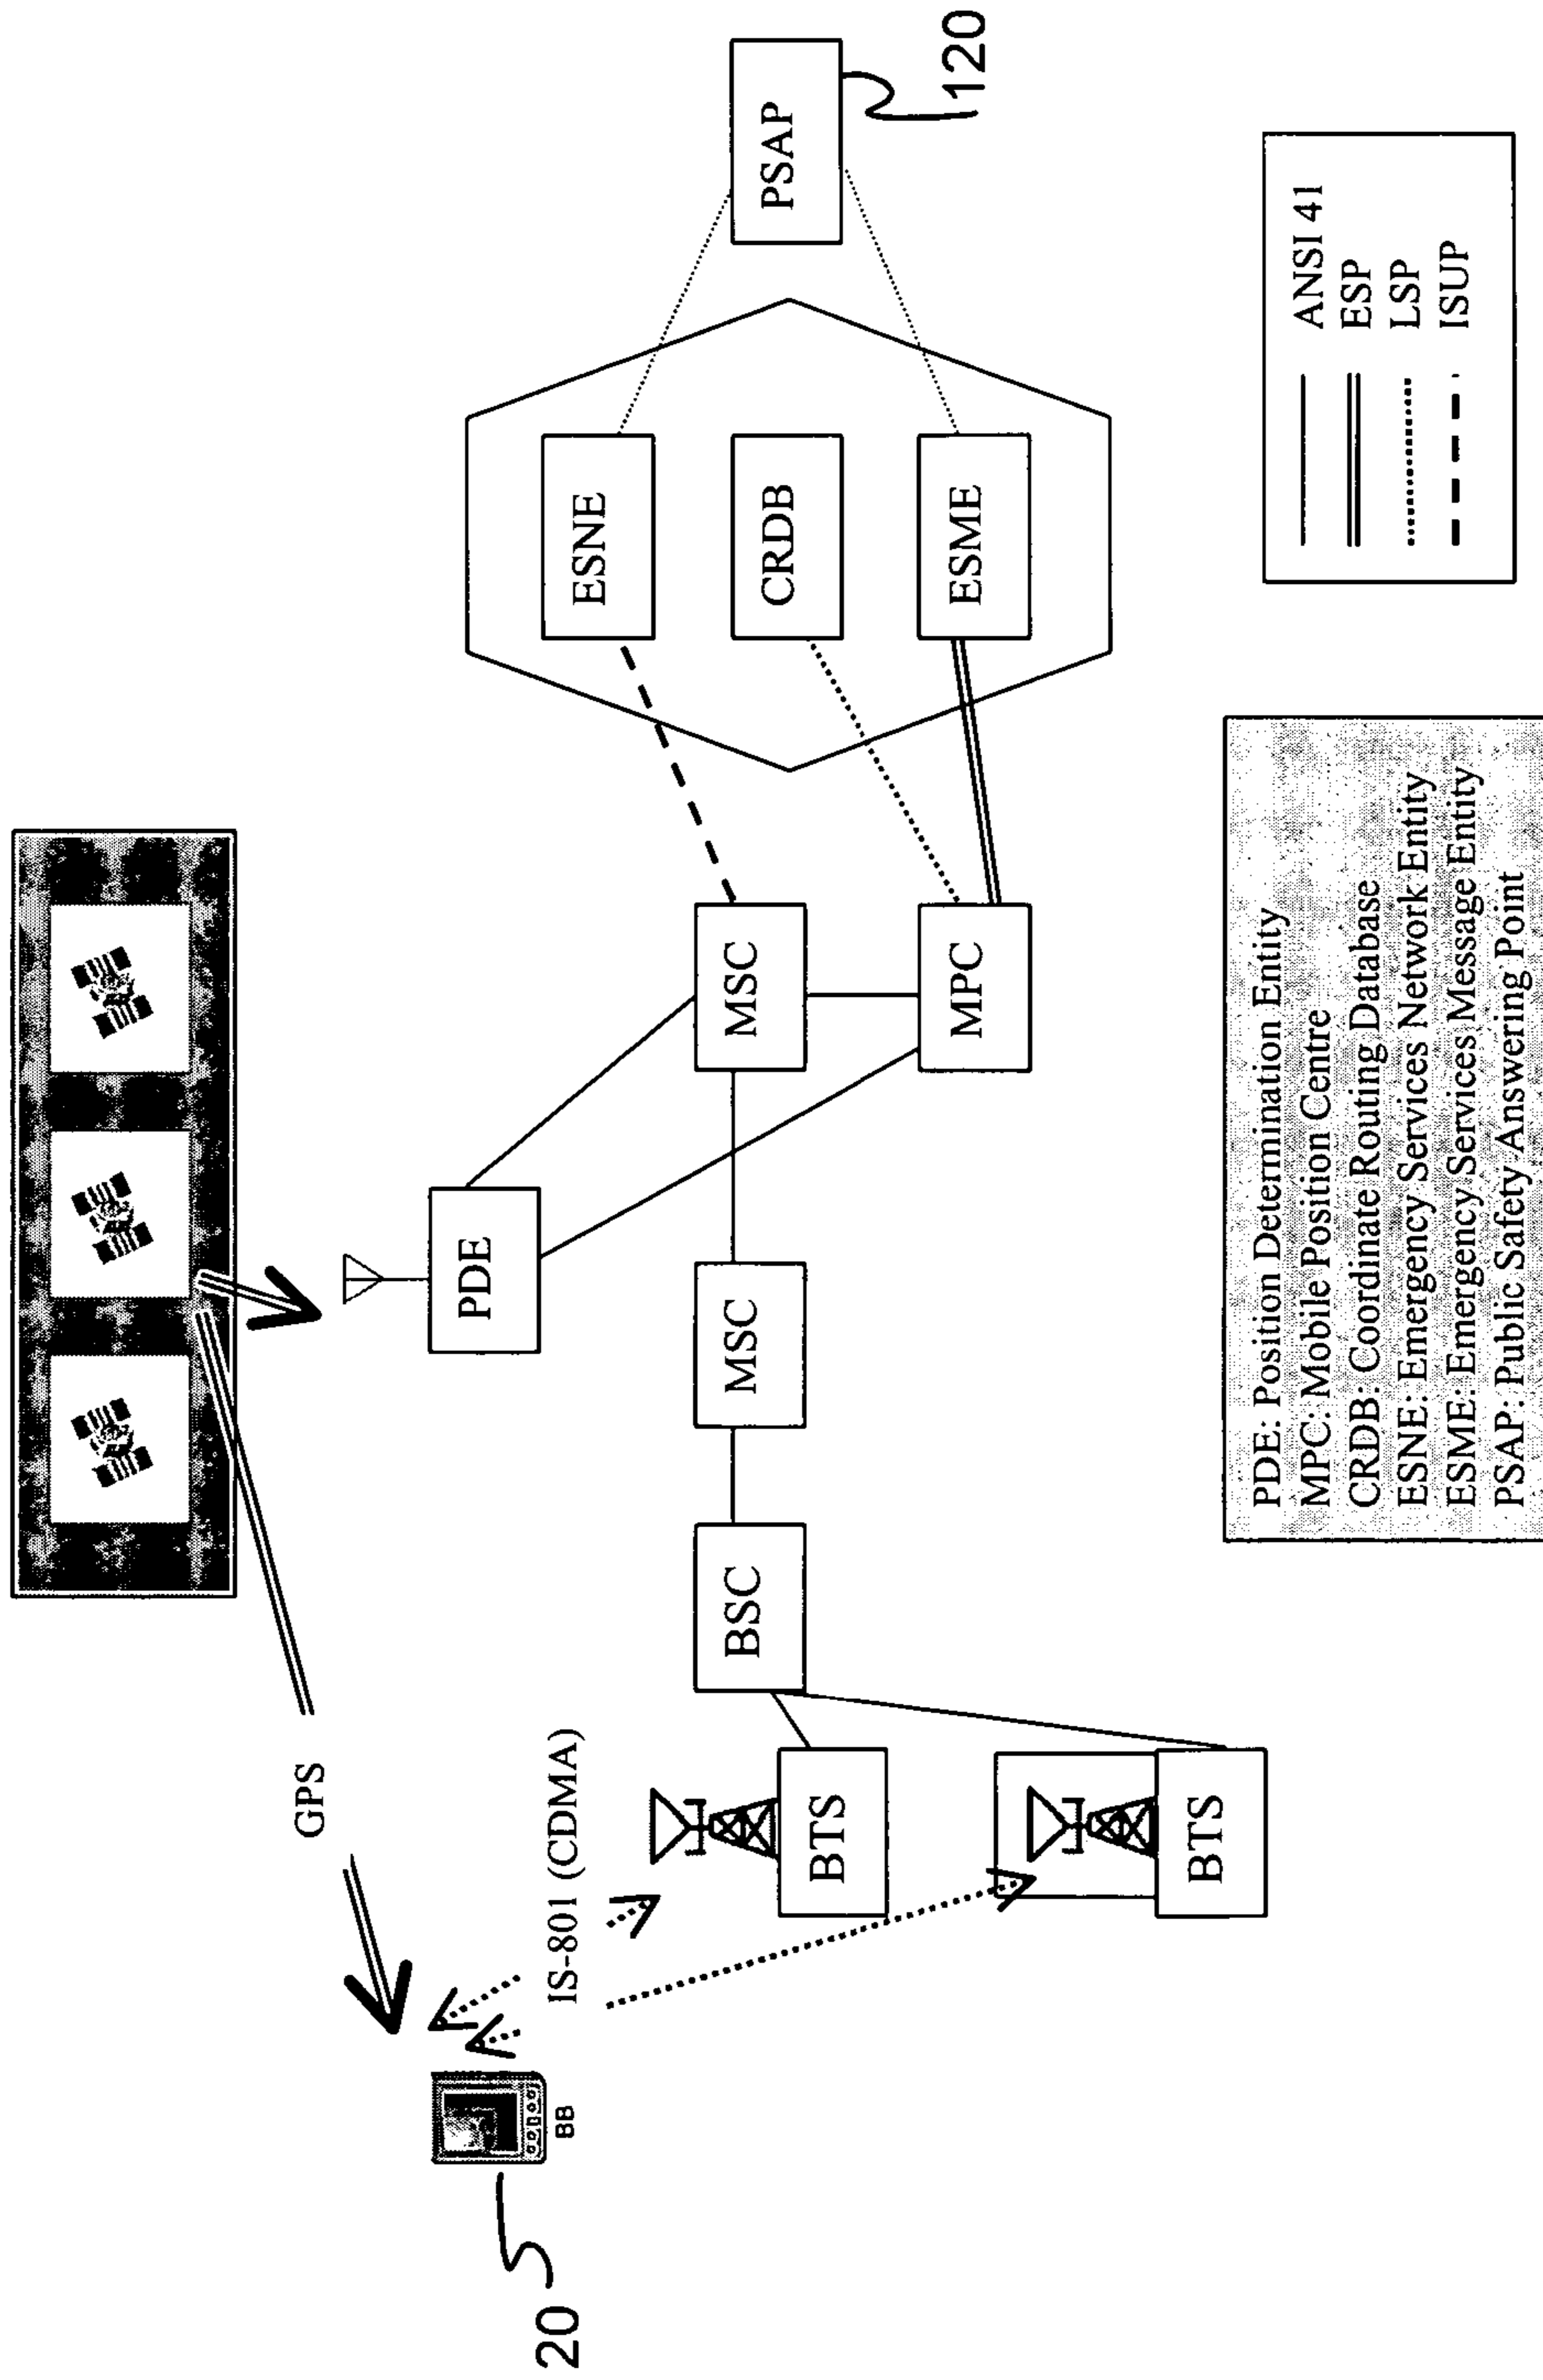 GPS
20
BB
IS-801 (CDMA)
BTS
BTS
BSC
MSC
PDE
MSC
MPC
ESNE
CRDB
ESME
PSAP
120
PDE: Position Determination Entity
MPC: Mobile Position Centre
CRDB: Coordinate Routing Database
ESNE: Emergency Services Network Entity
ESME: Emergency Services Message Entity
PSAP: Public Safety Answering Point
ANSI 41
ESP
LSP
ISUP